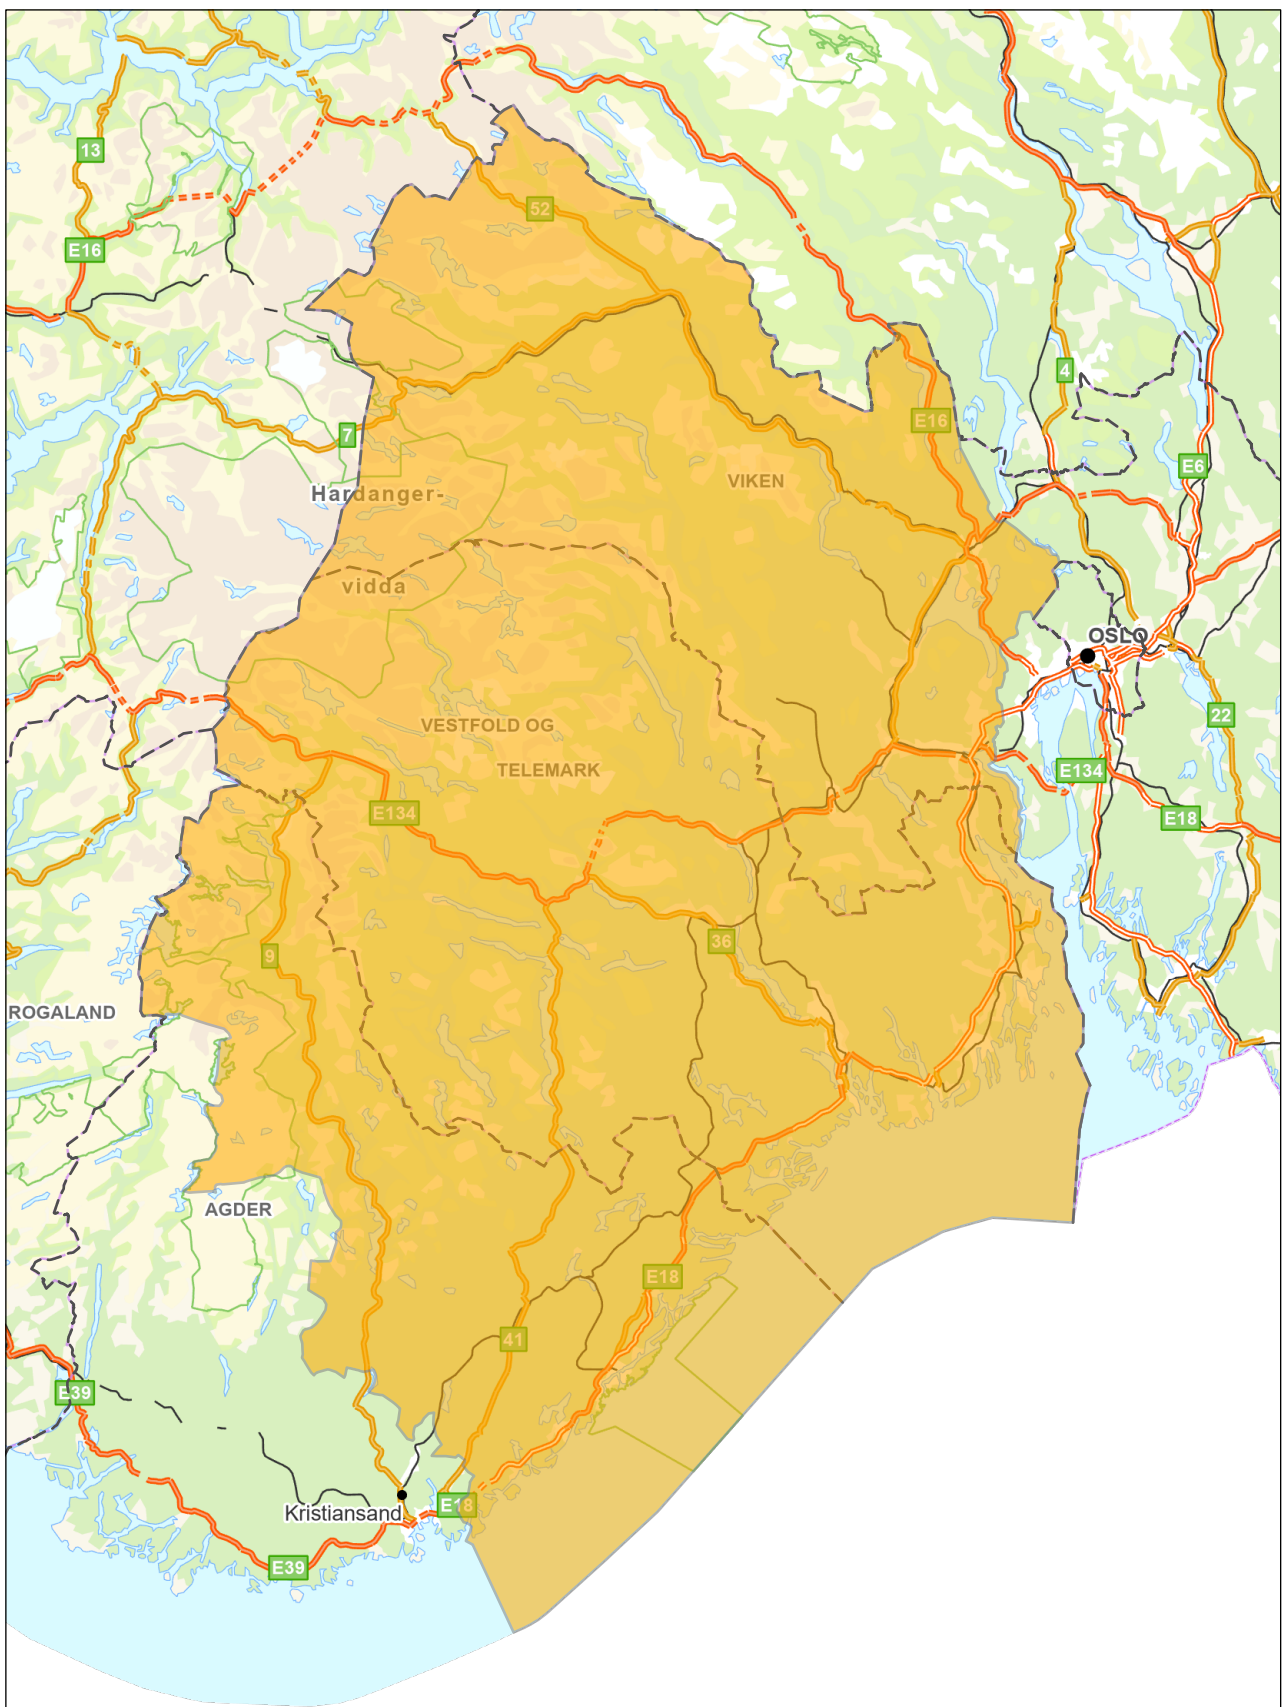 13
52
E16
4
E16
7
E6
VIKEN
Hardanger-
vidda
OSLO
22
VESTFOLD OG
TELEMARK
E134
E134
E18
36
9
ROGALAND
AGDER
E18
41
E39
E18
Kristiansand
E39